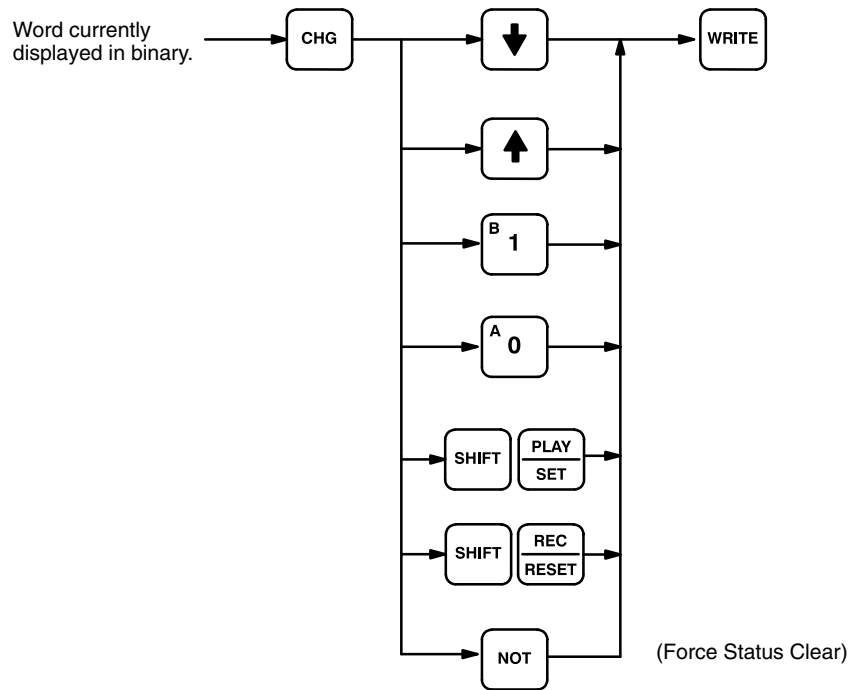 Word currently
displayed in binary.
CHG
WRITE
B
1
A
0
SHIFT
PLAY
SET
SHIFT
REC
RESET
NOT
(Force Status Clear)